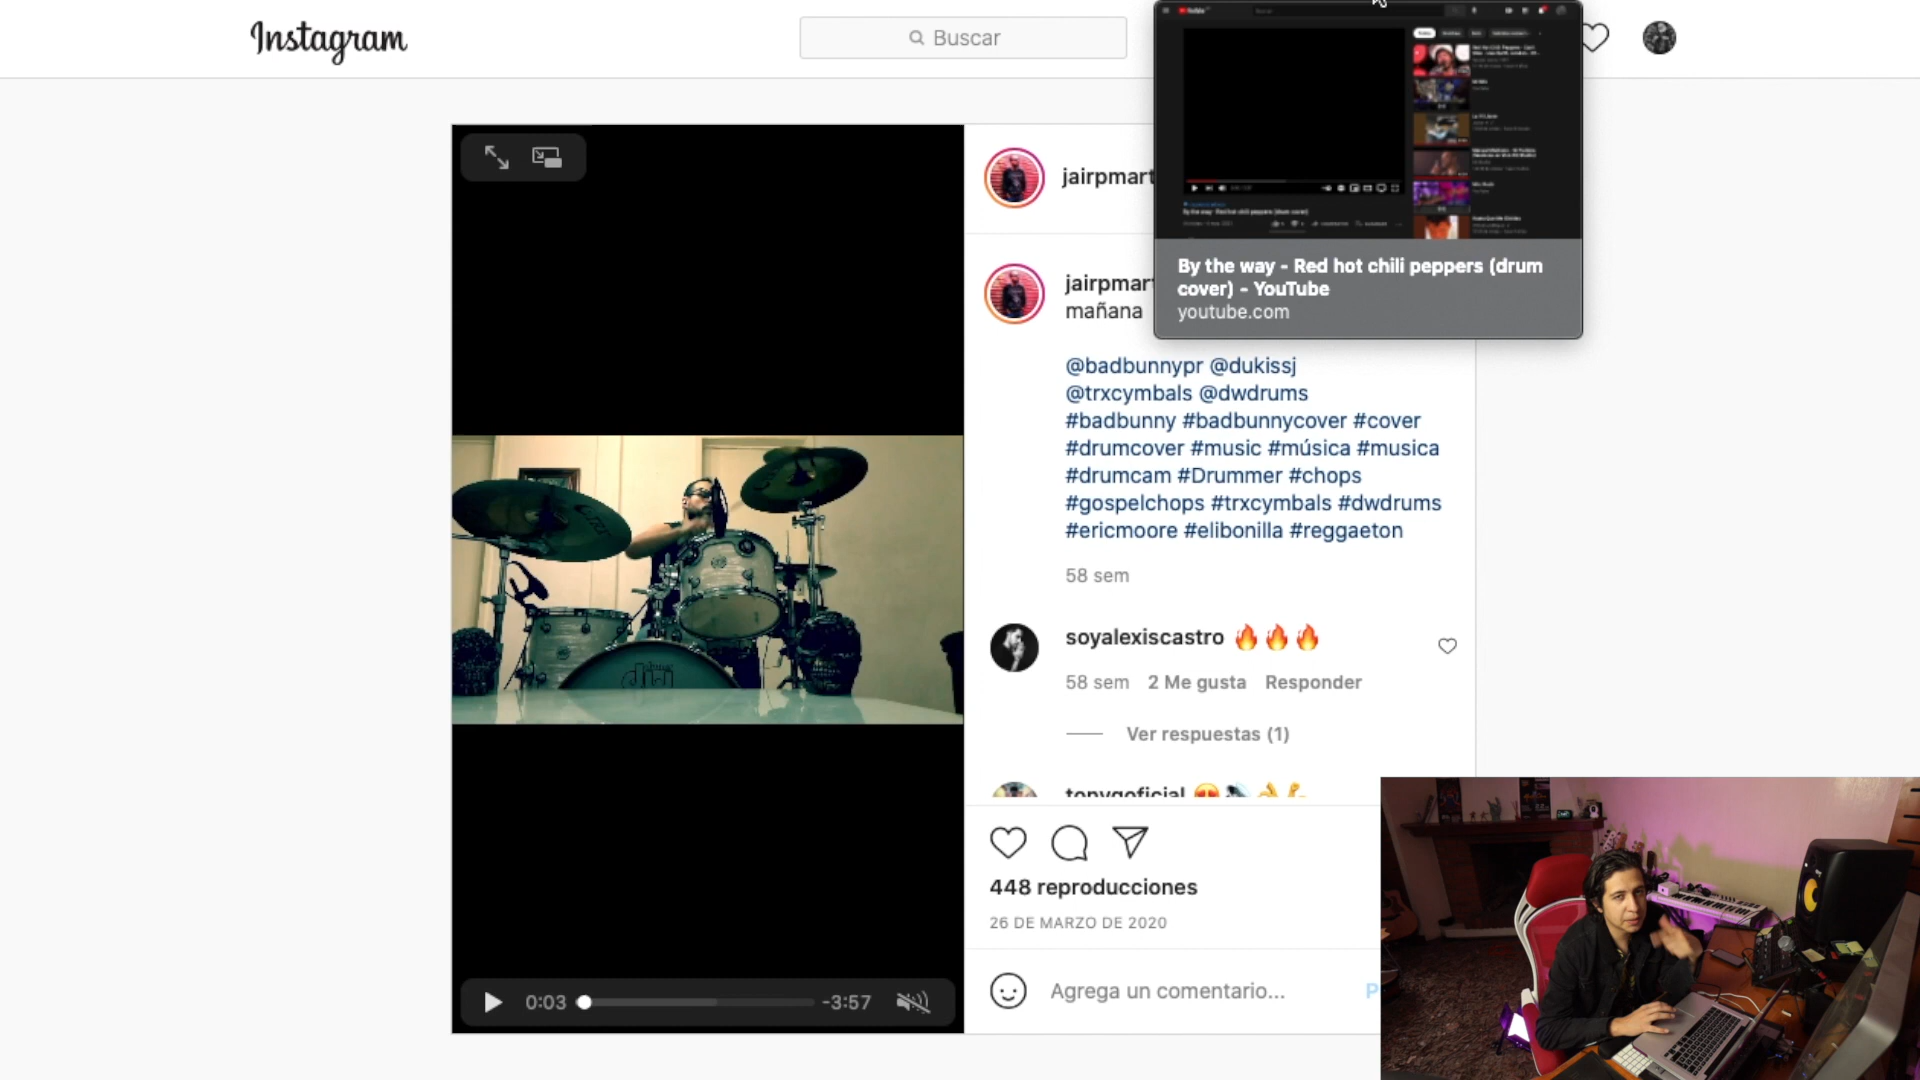 Instagram
Buscar
By the way - Red hot chili peppers (drum
cover) - YouTube
youtube.com
jairpmart
jairpmart
mañana
@badbunnypr @dukissj
@trxcymbals @dwdrums
#badbunny #badbunnycover #cover
#drumcover #music #música #musica
#drumcam #Drummer #chops
#gospelchops #trxcymbals #dwdrums
#ericmoore #elibonilla #reggaeton
58 sem
soyalexiscastro 🔥🔥🔥
58 sem 2 Me gusta Responder
Ver respuestas (1)
tonygoficial
448 reproducciones
26 DE MARZO DE 2020
Agrega un comentario...
P
0:03
-3:57
dw